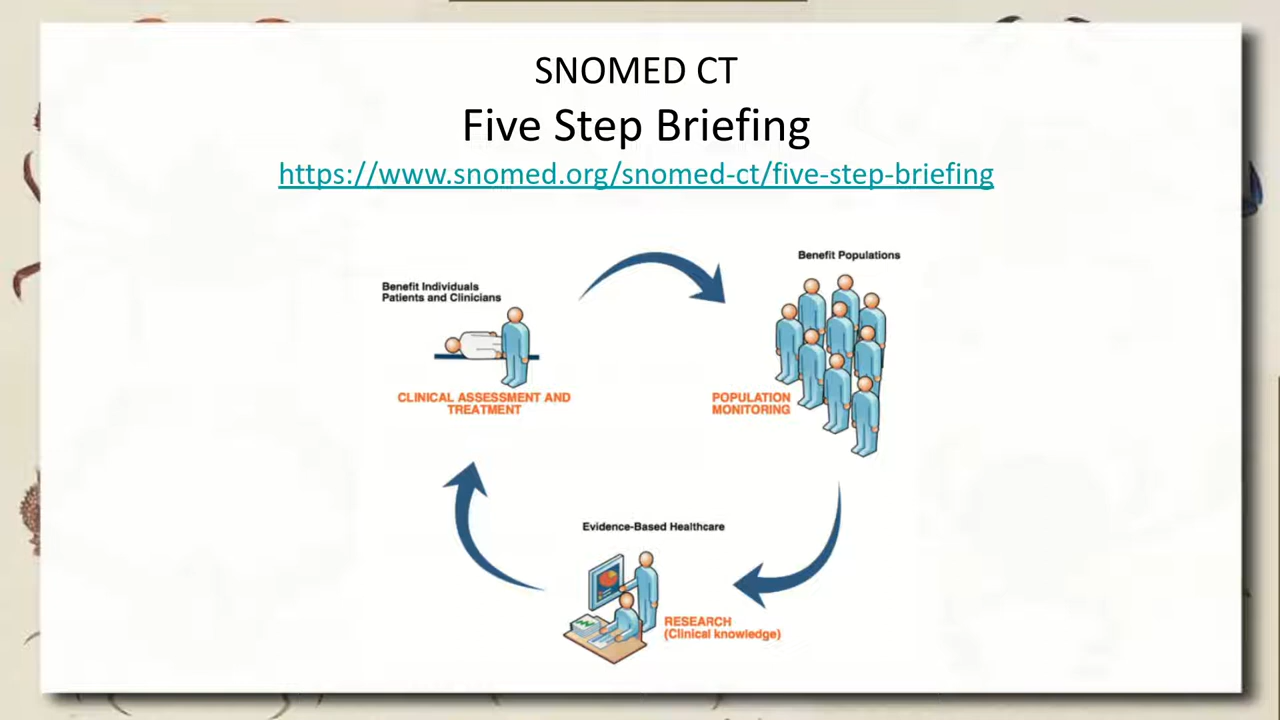 SNOMED CT
Five Step Briefing
https://www.snomed.org/snomed-ct/five-step-briefing
Benefit Individuals
Patients and Clinicians
CLINICAL ASSESSMENT AND
TREATMENT
Benefit Populations
POPULATION
MONITORING
Evidence-Based Healthcare
RESEARCH
(Clinical knowledge)